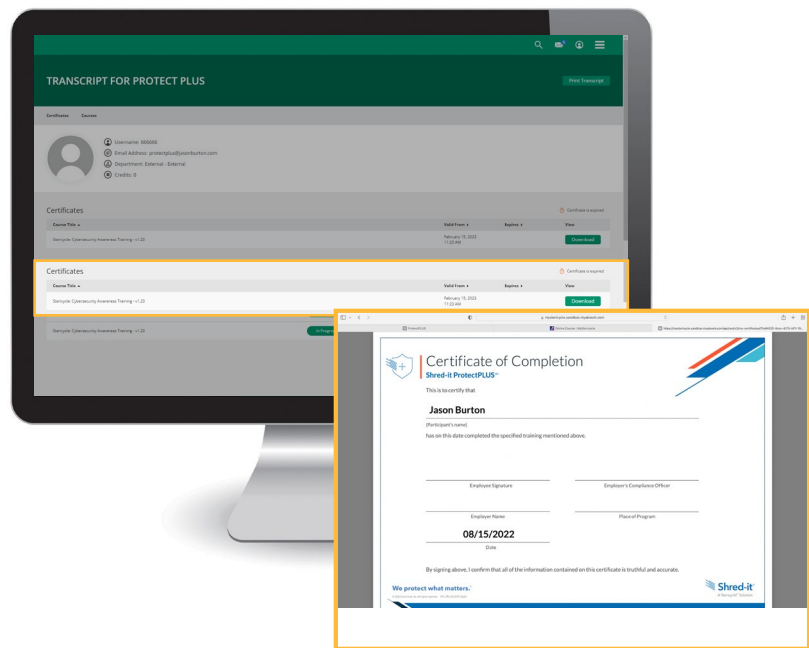 TRANSCRIPT FOR PROTECT PLUS
Print Transcript
Certificates Courses
Username: 000000
Email Address: protectplus@jasonburton.com
Department: External - External
Credits: 0
Certificates
Certificate is expired
Course Title Valid From Expires View
Stericycle: Cybersecurity Awareness Training - v1.20
February 15, 2023
11:20 AM
Download
Certificates
Certificate is expired
Course Title Valid From Expires View
Stericycle: Cybersecurity Awareness Training - v1.20
February 15, 2023
11:20 AM
Download
Stericycle: Cybersecurity Awareness Training - v1.20
In Progress
ProtectPLUS
Certificate of Completion
Shred-it ProtectPLUS
This is to certify that
Jason Burton
(Participant's name)
has on this date completed the specified training mentioned above.
Employee Signature
Employer's Compliance Officer
Employer Name
Place of Program
08/15/2022
Date
By signing above, I confirm that all of the information contained on this certificate is truthful and accurate.
We protect what matters.
Shred-it